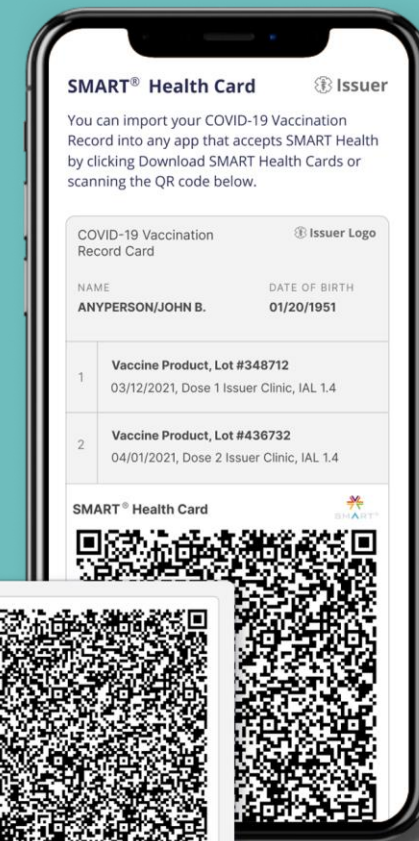 SMART® Health Card
Issuer
You can import your COVID-19 Vaccination
Record into any app that accepts SMART Health
by clicking Download SMART Health Cards or
scanning the QR code below.
COVID-19 Vaccination
Record Card
Issuer Logo
NAME
DATE OF BIRTH
ANYPERSON/JOHN B.
01/20/1951
1
Vaccine Product, Lot #348712
03/12/2021, Dose 1 Issuer Clinic, IAL 1.4
2
Vaccine Product, Lot #436732
04/01/2021, Dose 2 Issuer Clinic, IAL 1.4
SMART® Health Card
SMART™